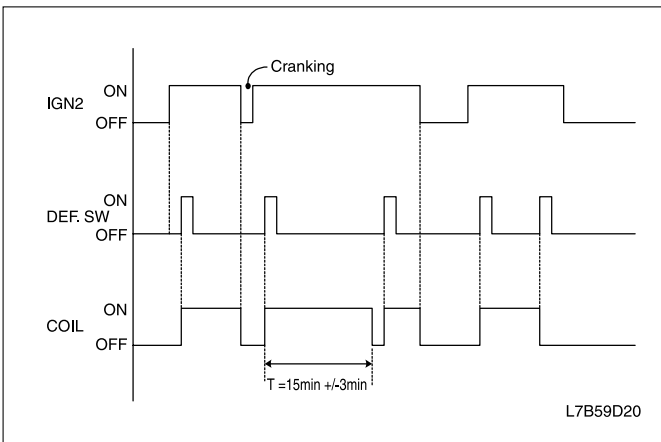 Cranking
ON
IGN2
OFF
ON
DEF. SW
OFF
ON
COIL
OFF
T =15min +/-3min
L7B59D20